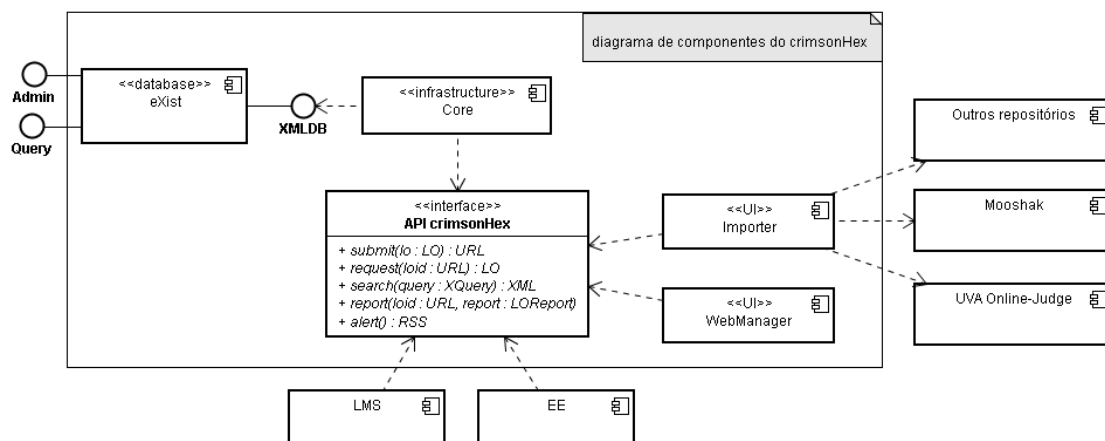 diagrama de componentes do crimsonHex
Admin
Query
<<database>>
eXist
XMLDB
<<infrastructure>>
Core
<<interface>>
API crimsonHex
+ submit(lo : LO) : URL
+ request(loid : URL) : LO
+ search(query : XQuery) : XML
+ report(loid : URL, report : LOReport)
+ alert() : RSS
<<UI>>
Importer
<<UI>>
WebManager
Outros repositórios
Mooshak
UVA Online-Judge
LMS
EE